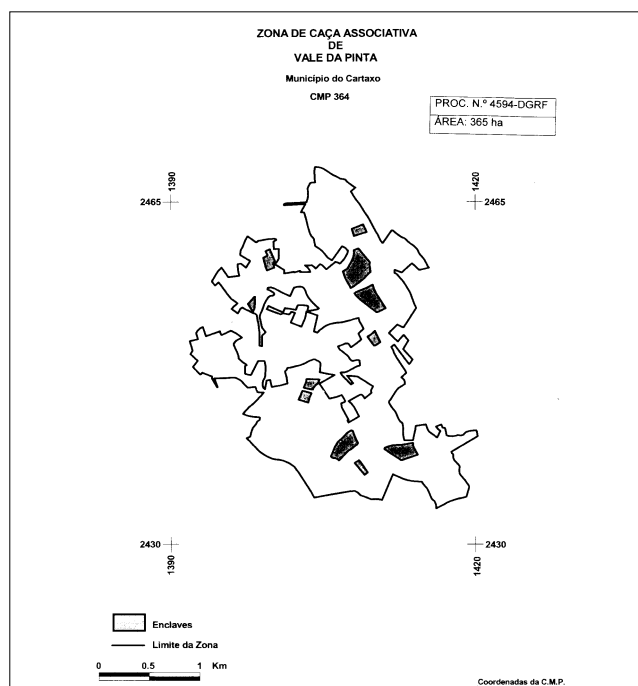 ZONA DE CAÇA ASSOCIATIVA
DE
VALE DA PINTA
Município do Cartaxo
CMP 364
PROC. N.º 4594-DGRF
ÁREA: 365 ha
1390
1420
2465
2465
2430
2430
1390
1420
Enclaves
Limite da Zona
0 0.5 1 Km
Coordenadas da C.M.P.